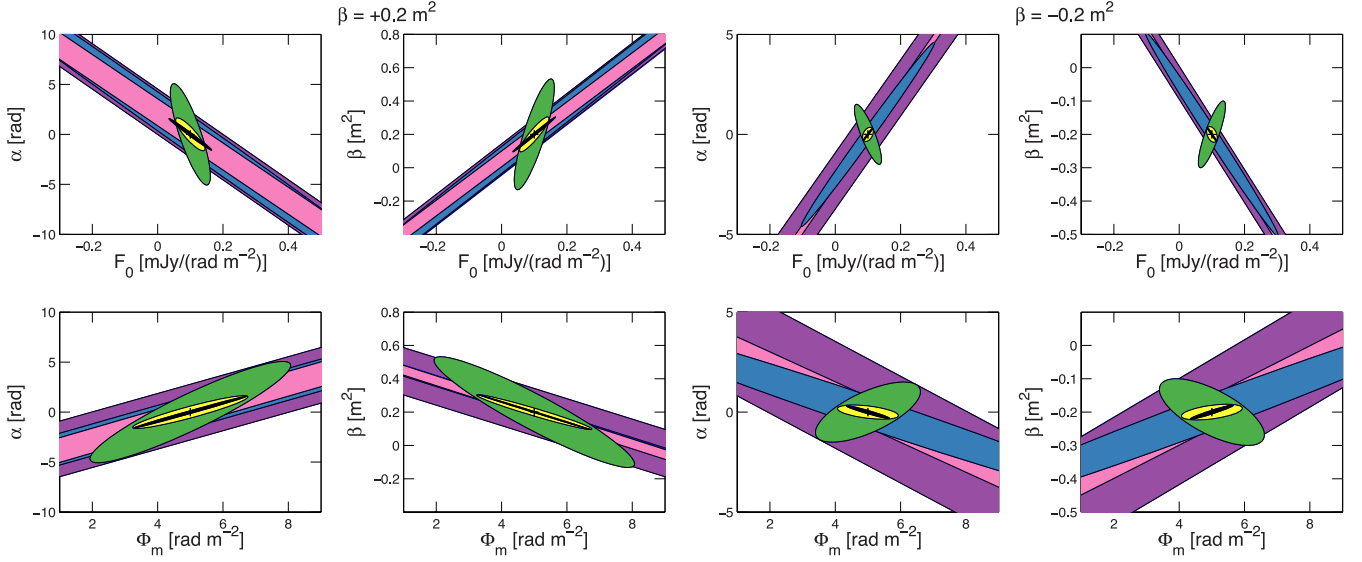 β = +0.2 m²
β = −0.2 m²
10
5
0
−5
−10
α [rad]
−0.2 0 0.2 0.4
F₀ [mJy/(rad m⁻²)]
0.8
0.6
0.4
0.2
0
−0.2
β [m²]
−0.2 0 0.2 0.4
F₀ [mJy/(rad m⁻²)]
5
0
−5
α [rad]
−0.2 0 0.2 0.4
F₀ [mJy/(rad m⁻²)]
0
−0.1
−0.2
−0.3
−0.4
−0.5
β [m²]
−0.2 0 0.2 0.4
F₀ [mJy/(rad m⁻²)]
10
5
0
−5
−10
α [rad]
2 4 6 8
Φₘ [rad m⁻²]
0.8
0.6
0.4
0.2
0
−0.2
β [m²]
2 4 6 8
Φₘ [rad m⁻²]
5
0
−5
α [rad]
2 4 6 8
Φₘ [rad m⁻²]
0
−0.1
−0.2
−0.3
−0.4
−0.5
β [m²]
2 4 6 8
Φₘ [rad m⁻²]